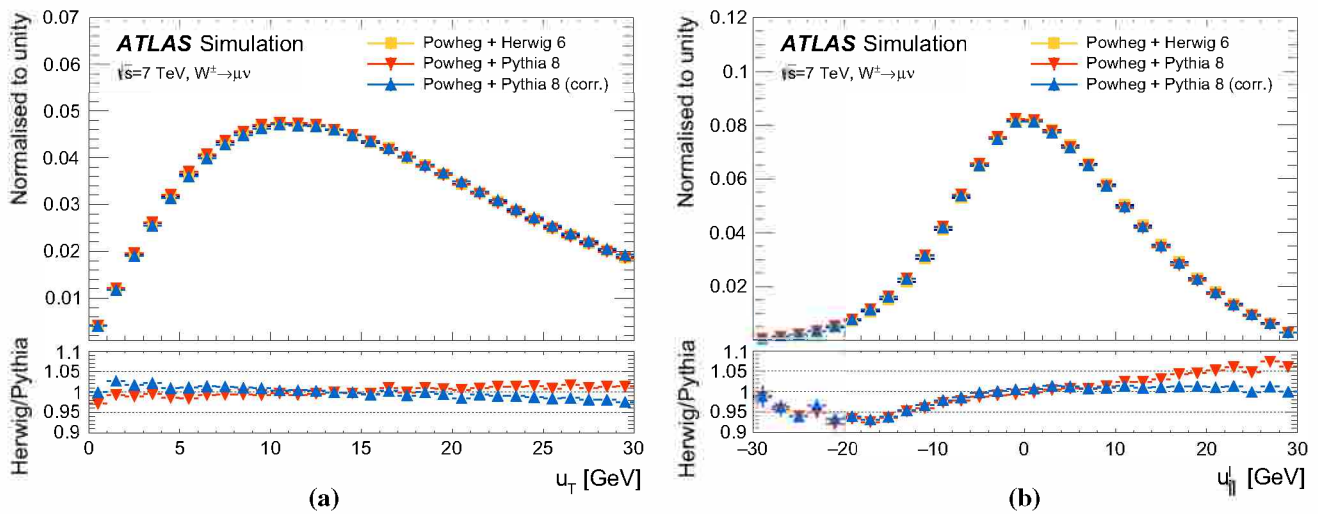 0.07
0.06
0.05
0.04
0.03
0.02
0.01
Normalised to unity
ATLAS Simulation
√s=7 TeV, W±→μν
Powheg + Herwig 6
Powheg + Pythia 8
Powheg + Pythia 8 (corr.)
1.1
1.05
1
0.95
0.9
Herwig/Pythia
0 5 10 15 20 25 30
u_T [GeV]
(a)
0.12
0.1
0.08
0.06
0.04
0.02
Normalised to unity
ATLAS Simulation
√s=7 TeV, W±→μν
Powheg + Herwig 6
Powheg + Pythia 8
Powheg + Pythia 8 (corr.)
1.1
1.05
1
0.95
0.9
Herwig/Pythia
−30 −20 −10 0 10 20 30
u_∥^l [GeV]
(b)